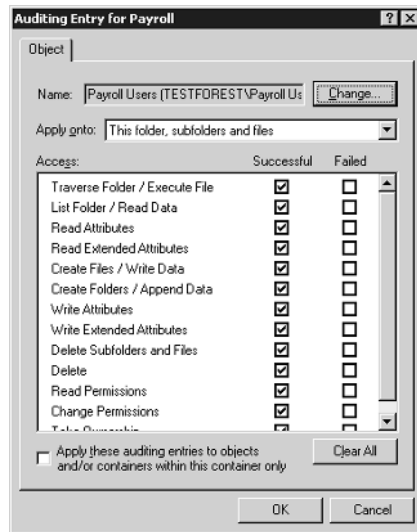 Auditing Entry for Payroll
Object
Name: Payroll Users (TESTFOREST\Payroll Us Change...
Apply onto: This folder, subfolders and files
Access: Successful Failed
Traverse Folder / Execute File
List Folder / Read Data
Read Attributes
Read Extended Attributes
Create Files / Write Data
Create Folders / Append Data
Write Attributes
Write Extended Attributes
Delete Subfolders and Files
Delete
Read Permissions
Change Permissions
Take Ownership
Apply these auditing entries to objects
and/or containers within this container only
Clear All
OK Cancel